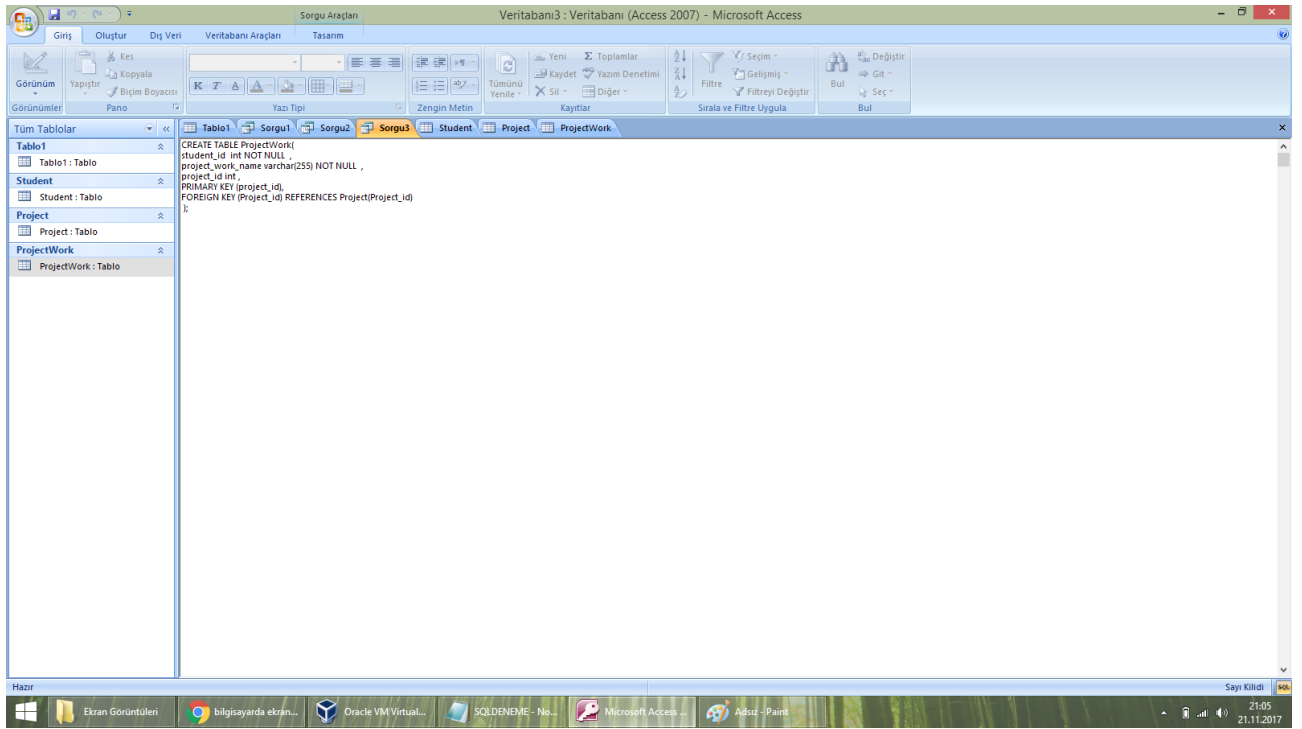 Sorgu Araçları
Veritabanı3 : Veritabanı (Access 2007) - Microsoft Access
Giriş Oluştur Dış Veri Veritabanı Araçları Tasarım
Kes
Kopyala
Biçim Boyacısı
Görünüm
Yapıştır
K T A
Tümünü
Yenile
Yeni
Kaydet
Sil
Σ Toplamlar
Yazım Denetimi
Diğer
Filtre
Seçim
Gelişmiş
Filtreyi Değiştir
Bul
Değiştir
Git
Seç
Görünümler Pano Yazı Tipi Zengin Metin Kayıtlar Sırala ve Filtre Uygula Bul
Tüm Tablolar
Tablo1 Sorgu1 Sorgu2 Sorgu3 Student Project ProjectWork
Tablo1
Tablo1 : Tablo
Student
Student : Tablo
Project
Project : Tablo
ProjectWork
ProjectWork : Tablo
CREATE TABLE ProjectWork(
student_id int NOT NULL ,
project_work_name varchar(255) NOT NULL ,
project_id int ,
PRIMARY KEY (project_id),
FOREIGN KEY (Project_id) REFERENCES Project(Project_id)
);
Hazır
Sayı Kilidi SQL
Ekran Görüntüleri bilgisayarda ekran... Oracle VM Virtual... SQLDENEME - No... Microsoft Access ... Adsız - Paint
21:05
21.11.2017